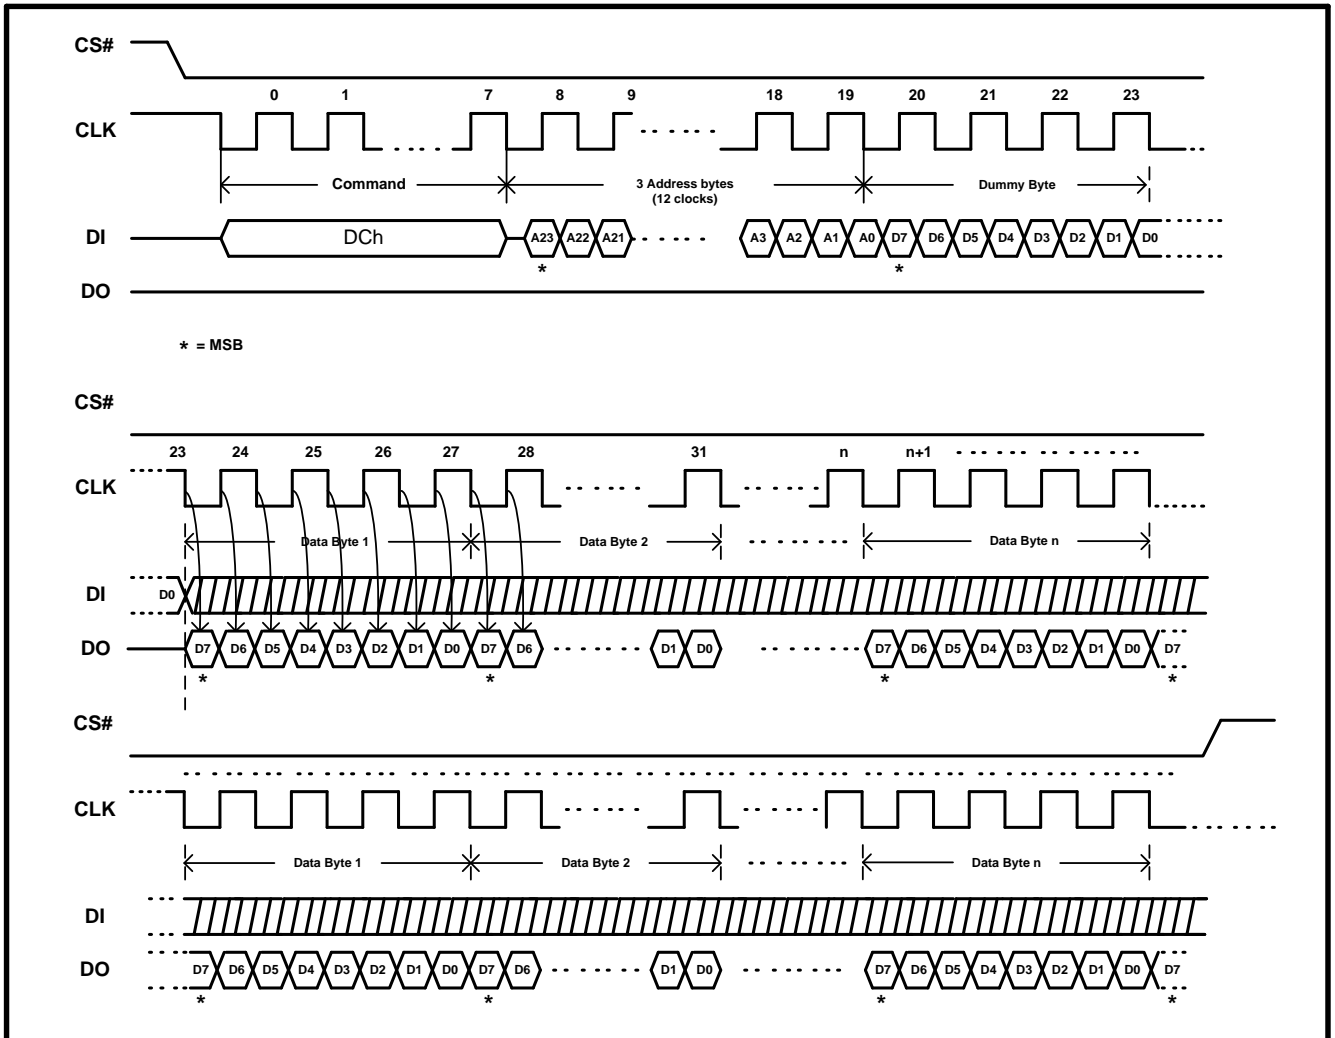 CS#
0 1 7 8 9 18 19 20 21 22 23
CLK
Command 3 Address bytes (12 clocks) Dummy Byte
DI DCh A23 A22 A21 A3 A2 A1 A0 D7 D6 D5 D4 D3 D2 D1 D0
* *
DO
* = MSB
CS#
23 24 25 26 27 28 31 n n+1
CLK
Data Byte 1 Data Byte 2 Data Byte n
DI D0
DO D7 D6 D5 D4 D3 D2 D1 D0 D7 D6 D1 D0 D7 D6 D5 D4 D3 D2 D1 D0 D7
* * * *
CS#
CLK
Data Byte 1 Data Byte 2 Data Byte n
DI
DO D7 D6 D5 D4 D3 D2 D1 D0 D7 D6 D1 D0 D7 D6 D5 D4 D3 D2 D1 D0 D7
* * * *